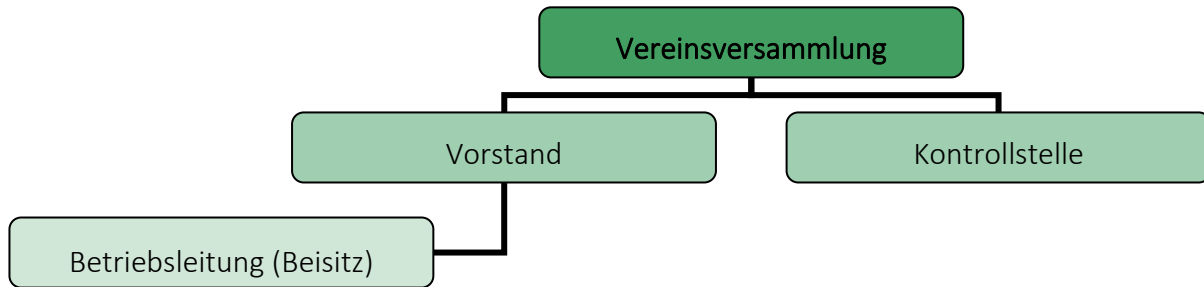 Vereinsversammlung
Vorstand
Kontrollstelle
Betriebsleitung (Beisitz)